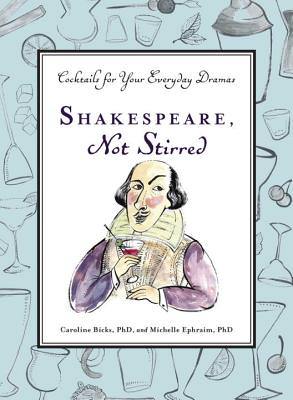 Cocktails for Your Everyday Dramas
SHAKESPEARE,
Not Stirred
Caroline Bicks, PhD, and Michelle Ephraim, PhD